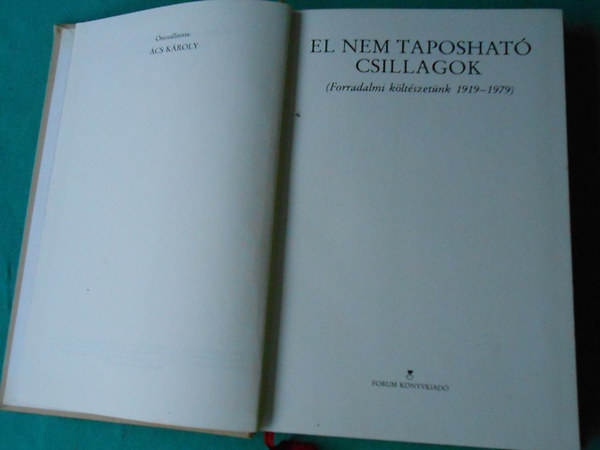 Összeállította:
ÁCS KÁROLY
EL NEM TAPOSHATÓ
CSILLAGOK
(Forradalmi költészetünk 1919–1979)
FORUM KÖNYVKIADÓ